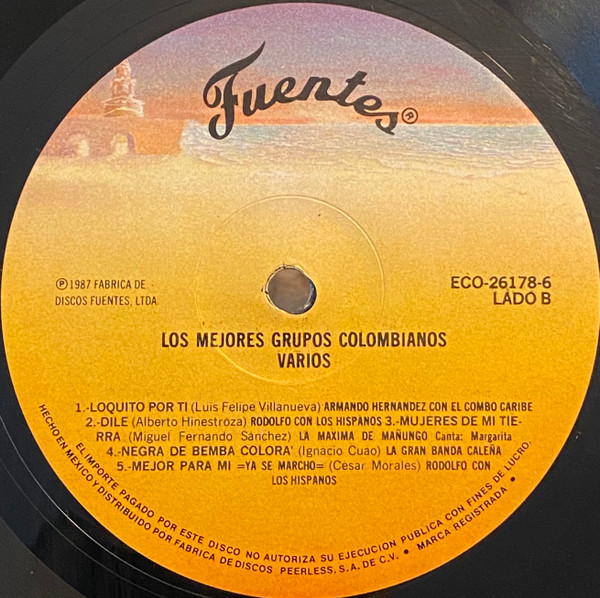 Fuentes®
℗ 1987 FABRICA DE
DISCOS FUENTES, LTDA.
ECO-26178-6
LADO B
LOS MEJORES GRUPOS COLOMBIANOS
VARIOS
1.-LOQUITO POR TI (Luis Felipe Villanueva) ARMANDO HERNANDEZ CON EL COMBO CARIBE
2.-DILE (Alberto Hinestroza) RODOLFO CON LOS HISPANOS 3.-MUJERES DE MI TIE-
RRA (Miguel Fernando Sánchez) LA MAXIMA DE MAÑUNGO Canta: Margarita
4.-NEGRA DE BEMBA COLORA' (Ignacio Cuao) LA GRAN BANDA CALEÑA
5.-MEJOR PARA MI =YA SE MARCHO= (César Morales) RODOLFO CON
LOS HISPANOS
EL IMPORTE PAGADO POR ESTE DISCO NO AUTORIZA SU EJECUCION PUBLICA CON FINES DE LUCRO.
HECHO EN MEXICO Y DISTRIBUIDO POR FABRICA DE DISCOS PEERLESS, S.A. DE C.V. • MARCA REGISTRADA •